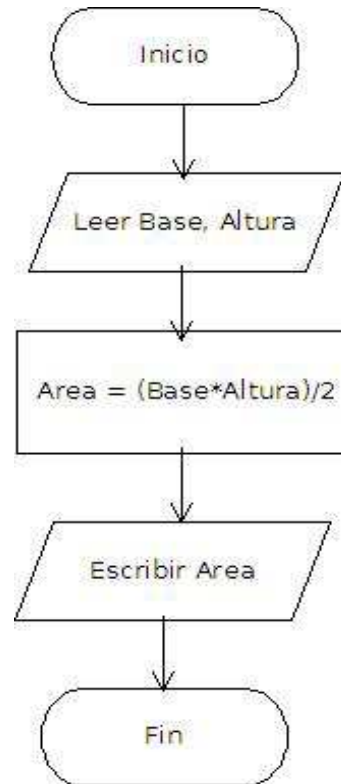 Inicio
Leer Base, Altura
Area = (Base*Altura)/2
Escribir Area
Fin